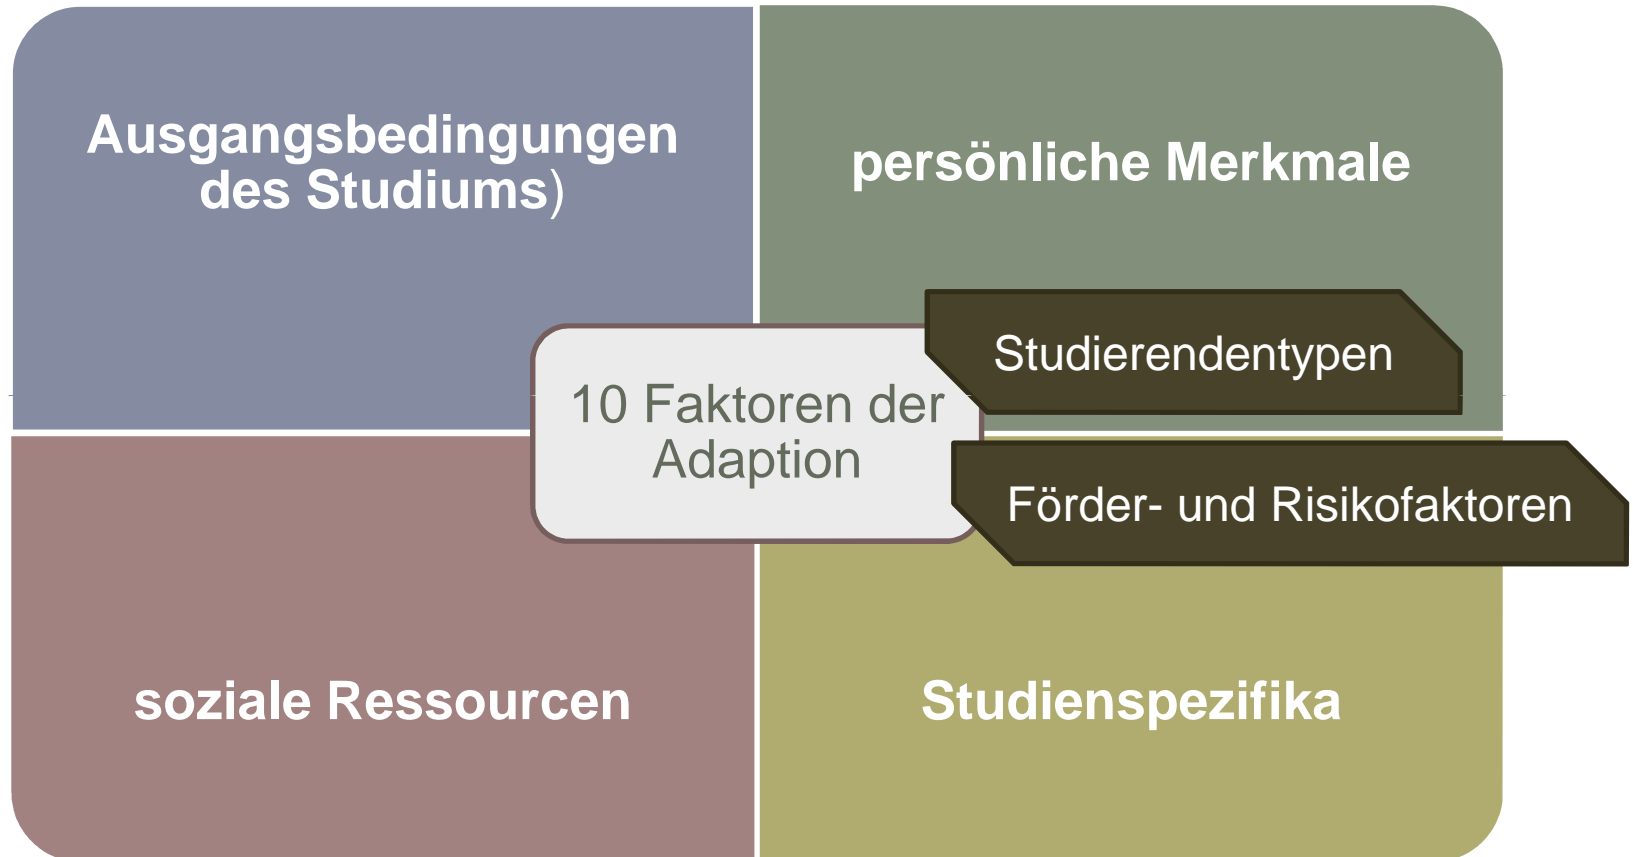 Ausgangsbedingungen
des Studiums)
persönliche Merkmale
Studierendentypen
10 Faktoren der
Adaption
Förder- und Risikofaktoren
soziale Ressourcen
Studienspezifika